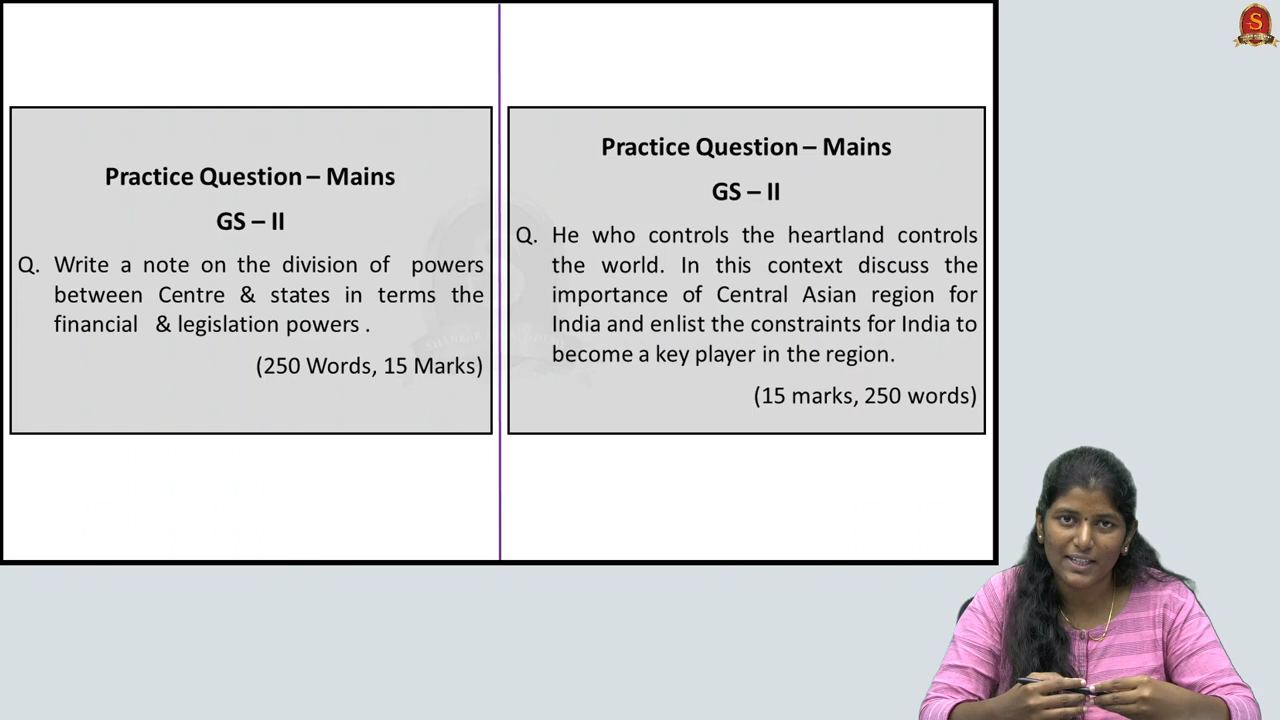 Practice Question – Mains
GS – II
Q. Write a note on the division of powers
between Centre & states in terms the
financial & legislation powers .
(250 Words, 15 Marks)
Practice Question – Mains
GS – II
Q. He who controls the heartland controls
the world. In this context discuss the
importance of Central Asian region for
India and enlist the constraints for India to
become a key player in the region.
(15 marks, 250 words)
S